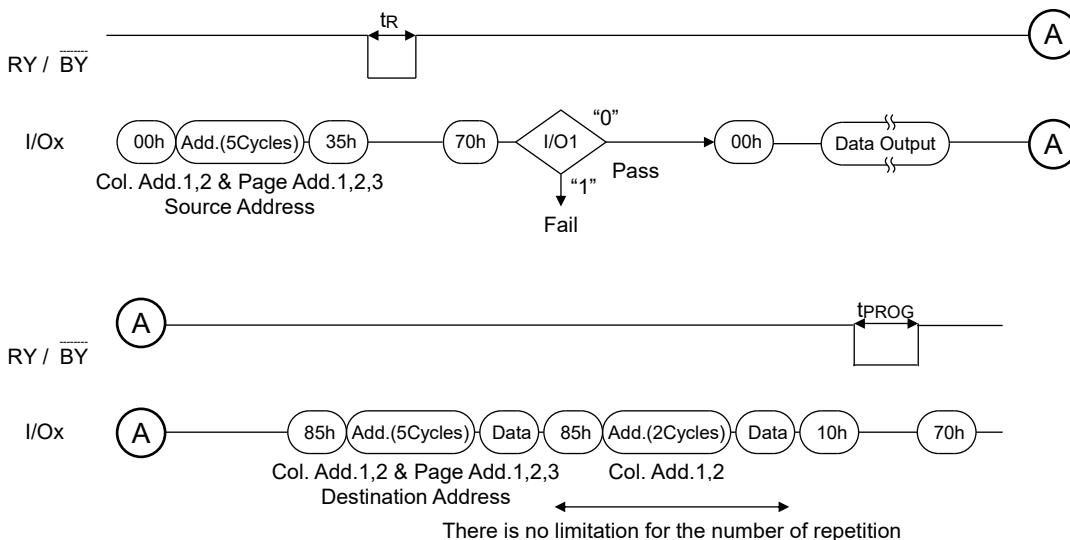 tR
A
RY / BY
I/Ox
00h Add.(5Cycles) 35h 70h I/O1 “0” 00h Data Output A
Pass
“1”
Col. Add.1,2 & Page Add.1,2,3
Source Address
Fail
A
tPROG
RY / BY
I/Ox
A 85h Add.(5Cycles) Data 85h Add.(2Cycles) Data 10h 70h
Col. Add.1,2 & Page Add.1,2,3 Col. Add.1,2
Destination Address
There is no limitation for the number of repetition